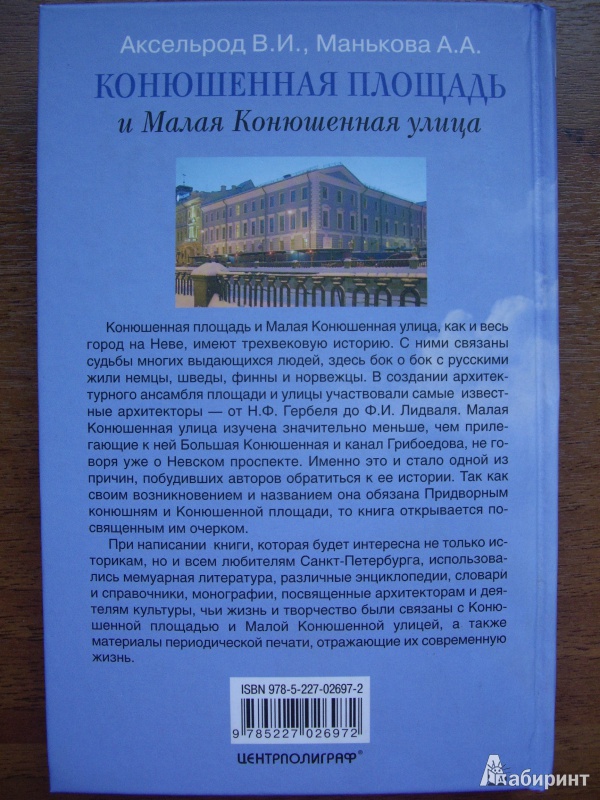 Аксельрод В.И., Манькова А.А.
КОНЮШЕННАЯ ПЛОЩАДЬ
и Малая Конюшенная улица
Конюшенная площадь и Малая Конюшенная улица, как и весь
город на Неве, имеют трехвековую историю. С ними связаны
судьбы многих выдающихся людей, здесь бок о бок с русскими
жили немцы, шведы, финны и норвежцы. В создании архитек-
турного ансамбля площади и улицы участвовали самые извест-
ные архитекторы — от Н.Ф. Гербеля до Ф.И. Лидваля. Малая
Конюшенная улица изучена значительно меньше, чем приле-
гающие к ней Большая Конюшенная и канал Грибоедова, не го-
воря уже о Невском проспекте. Именно это и стало одной из
причин, побудивших авторов обратиться к ее истории. Так как
своим возникновением и названием она обязана Придворным
конюшням и Конюшенной площади, то книга открывается по-
священным им очерком.
При написании книги, которая будет интересна не только ис-
торикам, но и всем любителям Санкт-Петербурга, использова-
лись мемуарная литература, различные энциклопедии, словари
и справочники, монографии, посвященные архитекторам и дея-
телям культуры, чьи жизнь и творчество были связаны с Коню-
шенной площадью и Малой Конюшенной улицей, а также
материалы периодической печати, отражающие их современную
жизнь.
ISBN 978-5-227-02697-2
9 785227 026972
ЦЕНТРПОЛИГРАФ®
Лабиринт